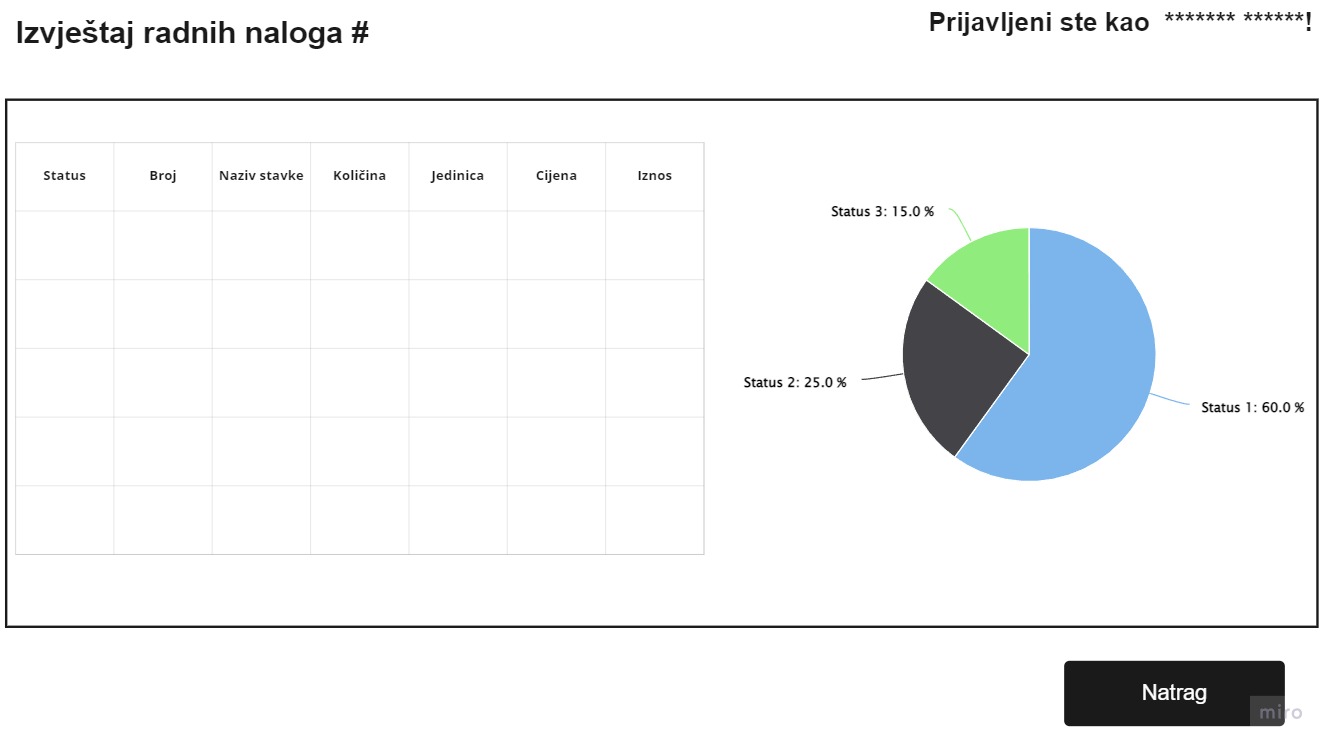 Izvještaj radnih naloga #
Prijavljeni ste kao ******* ******!
Status Broj Naziv stavke Količina Jedinica Cijena Iznos
Status 3: 15.0 %
Status 2: 25.0 %
Status 1: 60.0 %
Natrag
miro